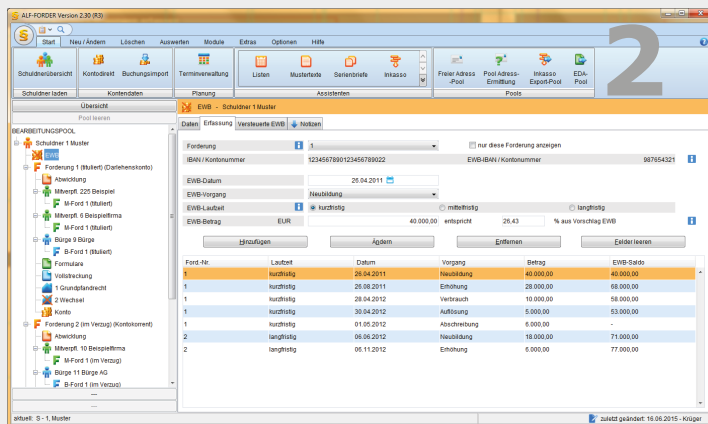 ALF-FORDER Version 2.30 (R3)
Start Neu / Ändern Löschen Auswerten Module Extras Optionen Hilfe
2
Schuldnerübersicht Kontodirekt Buchungsimport Terminverwaltung Listen Mustertexte Serienbriefe Inkasso Freier Adress-Pool Pool Adress-Ermittlung Inkasso Export-Pool EDA-Pool
Schuldner laden Kontendaten Planung Assistenten Pools
Übersicht
Pool leeren
BEARBEITUNGSPOOL
Schuldner 1 Muster
EWB
Forderung 1 (tituliert) (Darlehenskonto)
Abwicklung
Mitverpfl. 225 Beispiel
M-Ford 1 (tituliert)
Mitverpfl. 6 Beispielfirma
M-Ford 1 (tituliert)
Bürge 9 Bürge
B-Ford 1 (tituliert)
Formulare
Vollstreckung
1 Grundpfandrecht
2 Wechsel
Konto
Forderung 2 (im Verzug) (Kontokorrent)
Abwicklung
Mitverpfl. 10 Beispielfirma
M-Ford 1 (im Verzug)
Bürge 11 Bürge AG
B-Ford 1 (im Verzug)
EWB - Schuldner 1 Muster
Daten Erfassung Versteuerte EWB Notizen
Forderung 1 nur diese Forderung anzeigen
IBAN / Kontonummer 1234567890123456789022 EWB-IBAN / Kontonummer 987654321
EWB-Datum 26.04.2011
EWB-Vorgang Neubildung
EWB-Laufzeit kurzfristig mittelfristig langfristig
EWB-Betrag EUR 40.000,00 entspricht 26,43 % aus Vorschlag EWB
Hinzufügen Ändern Entfernen Felder leeren
Ford.-Nr. Laufzeit Datum Vorgang Betrag EWB-Saldo
1 kurzfristig 26.04.2011 Neubildung 40.000,00 40.000,00
1 kurzfristig 26.08.2011 Erhöhung 28.000,00 68.000,00
1 kurzfristig 28.04.2012 Verbrauch 10.000,00 58.000,00
1 kurzfristig 30.04.2012 Auflösung 5.000,00 53.000,00
1 kurzfristig 01.05.2012 Abschreibung 6.000,00 -
2 langfristig 06.06.2012 Neubildung 18.000,00 71.000,00
2 langfristig 06.11.2012 Erhöhung 6.000,00 77.000,00
aktuell: S - 1, Muster zuletzt geändert: 16.06.2015 - Krüger